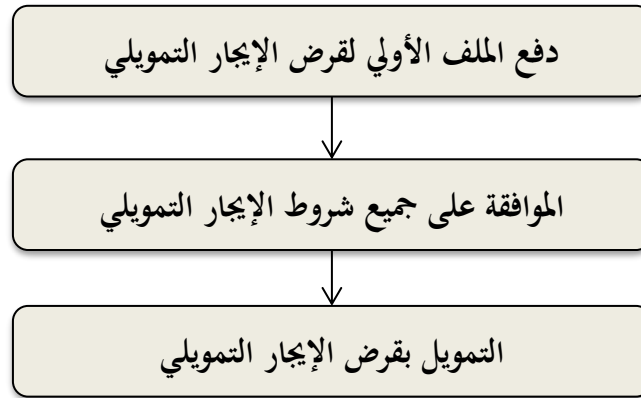 دفع الملف الأولي لقرض الإيجار التمويلي
الموافقة على جميع شروط الإيجار التمويلي
التمويل بقرض الإيجار التمويلي